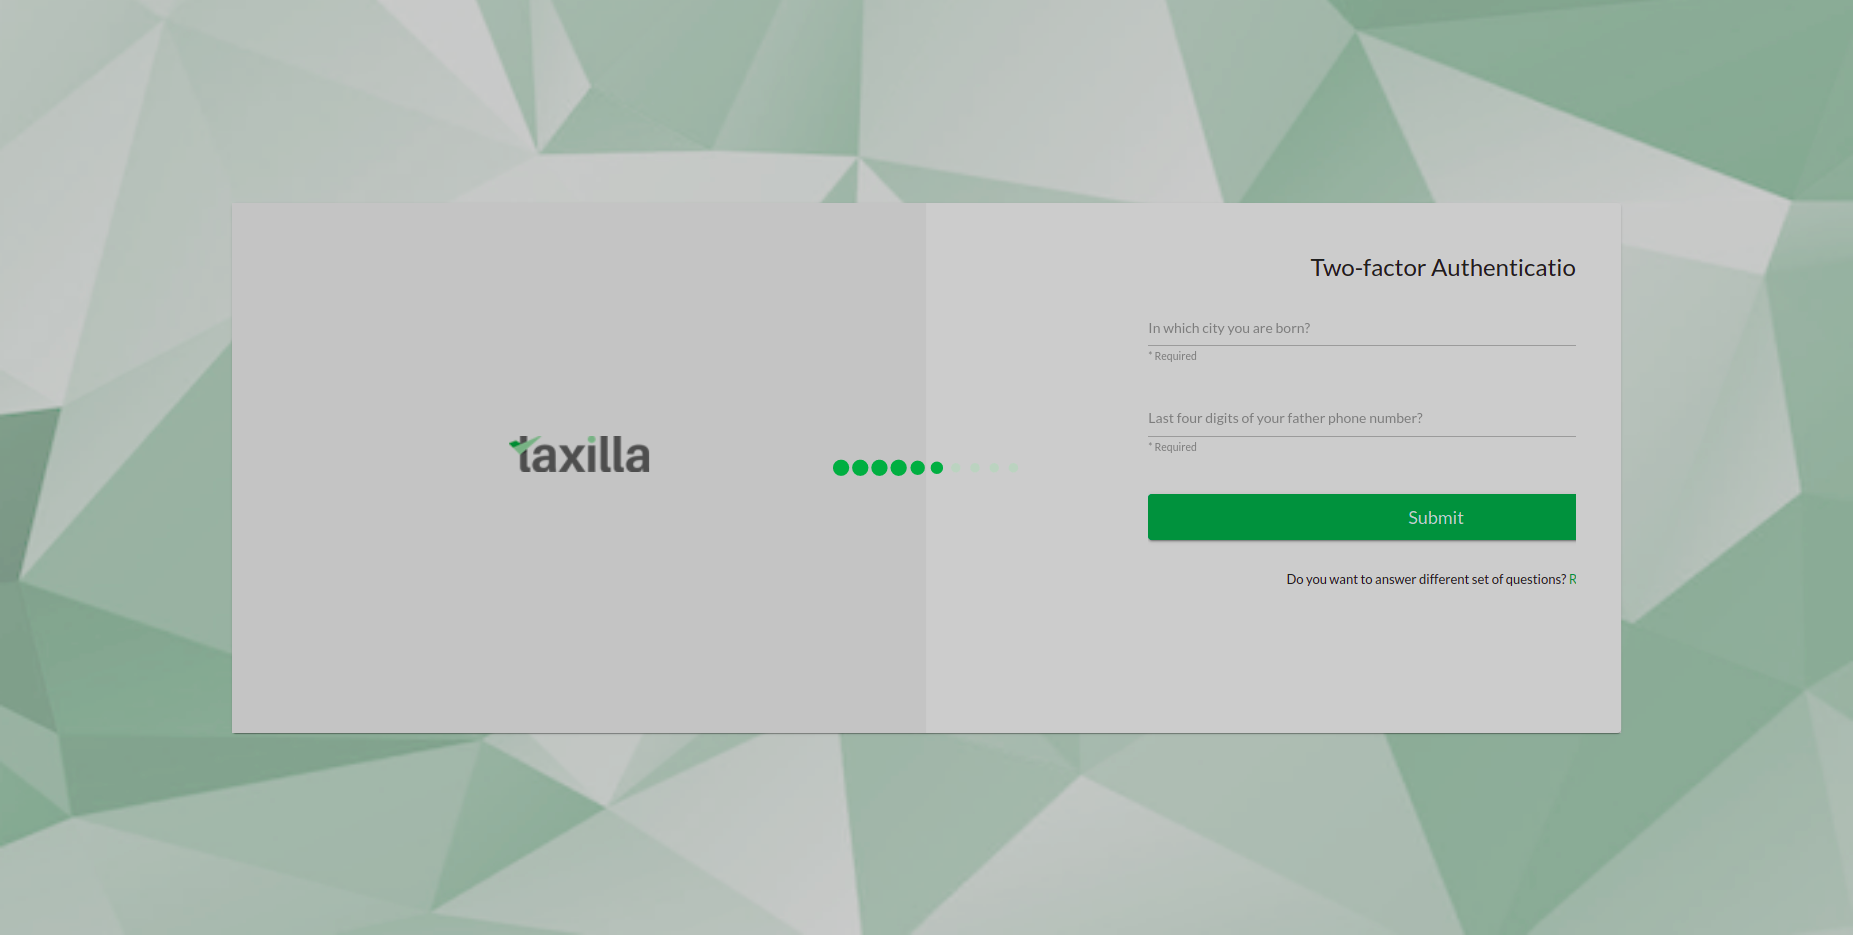 taxilla
Two-factor Authenticatio
In which city you are born?
* Required
Last four digits of your father phone number?
* Required
Submit
Do you want to answer different set of questions? R